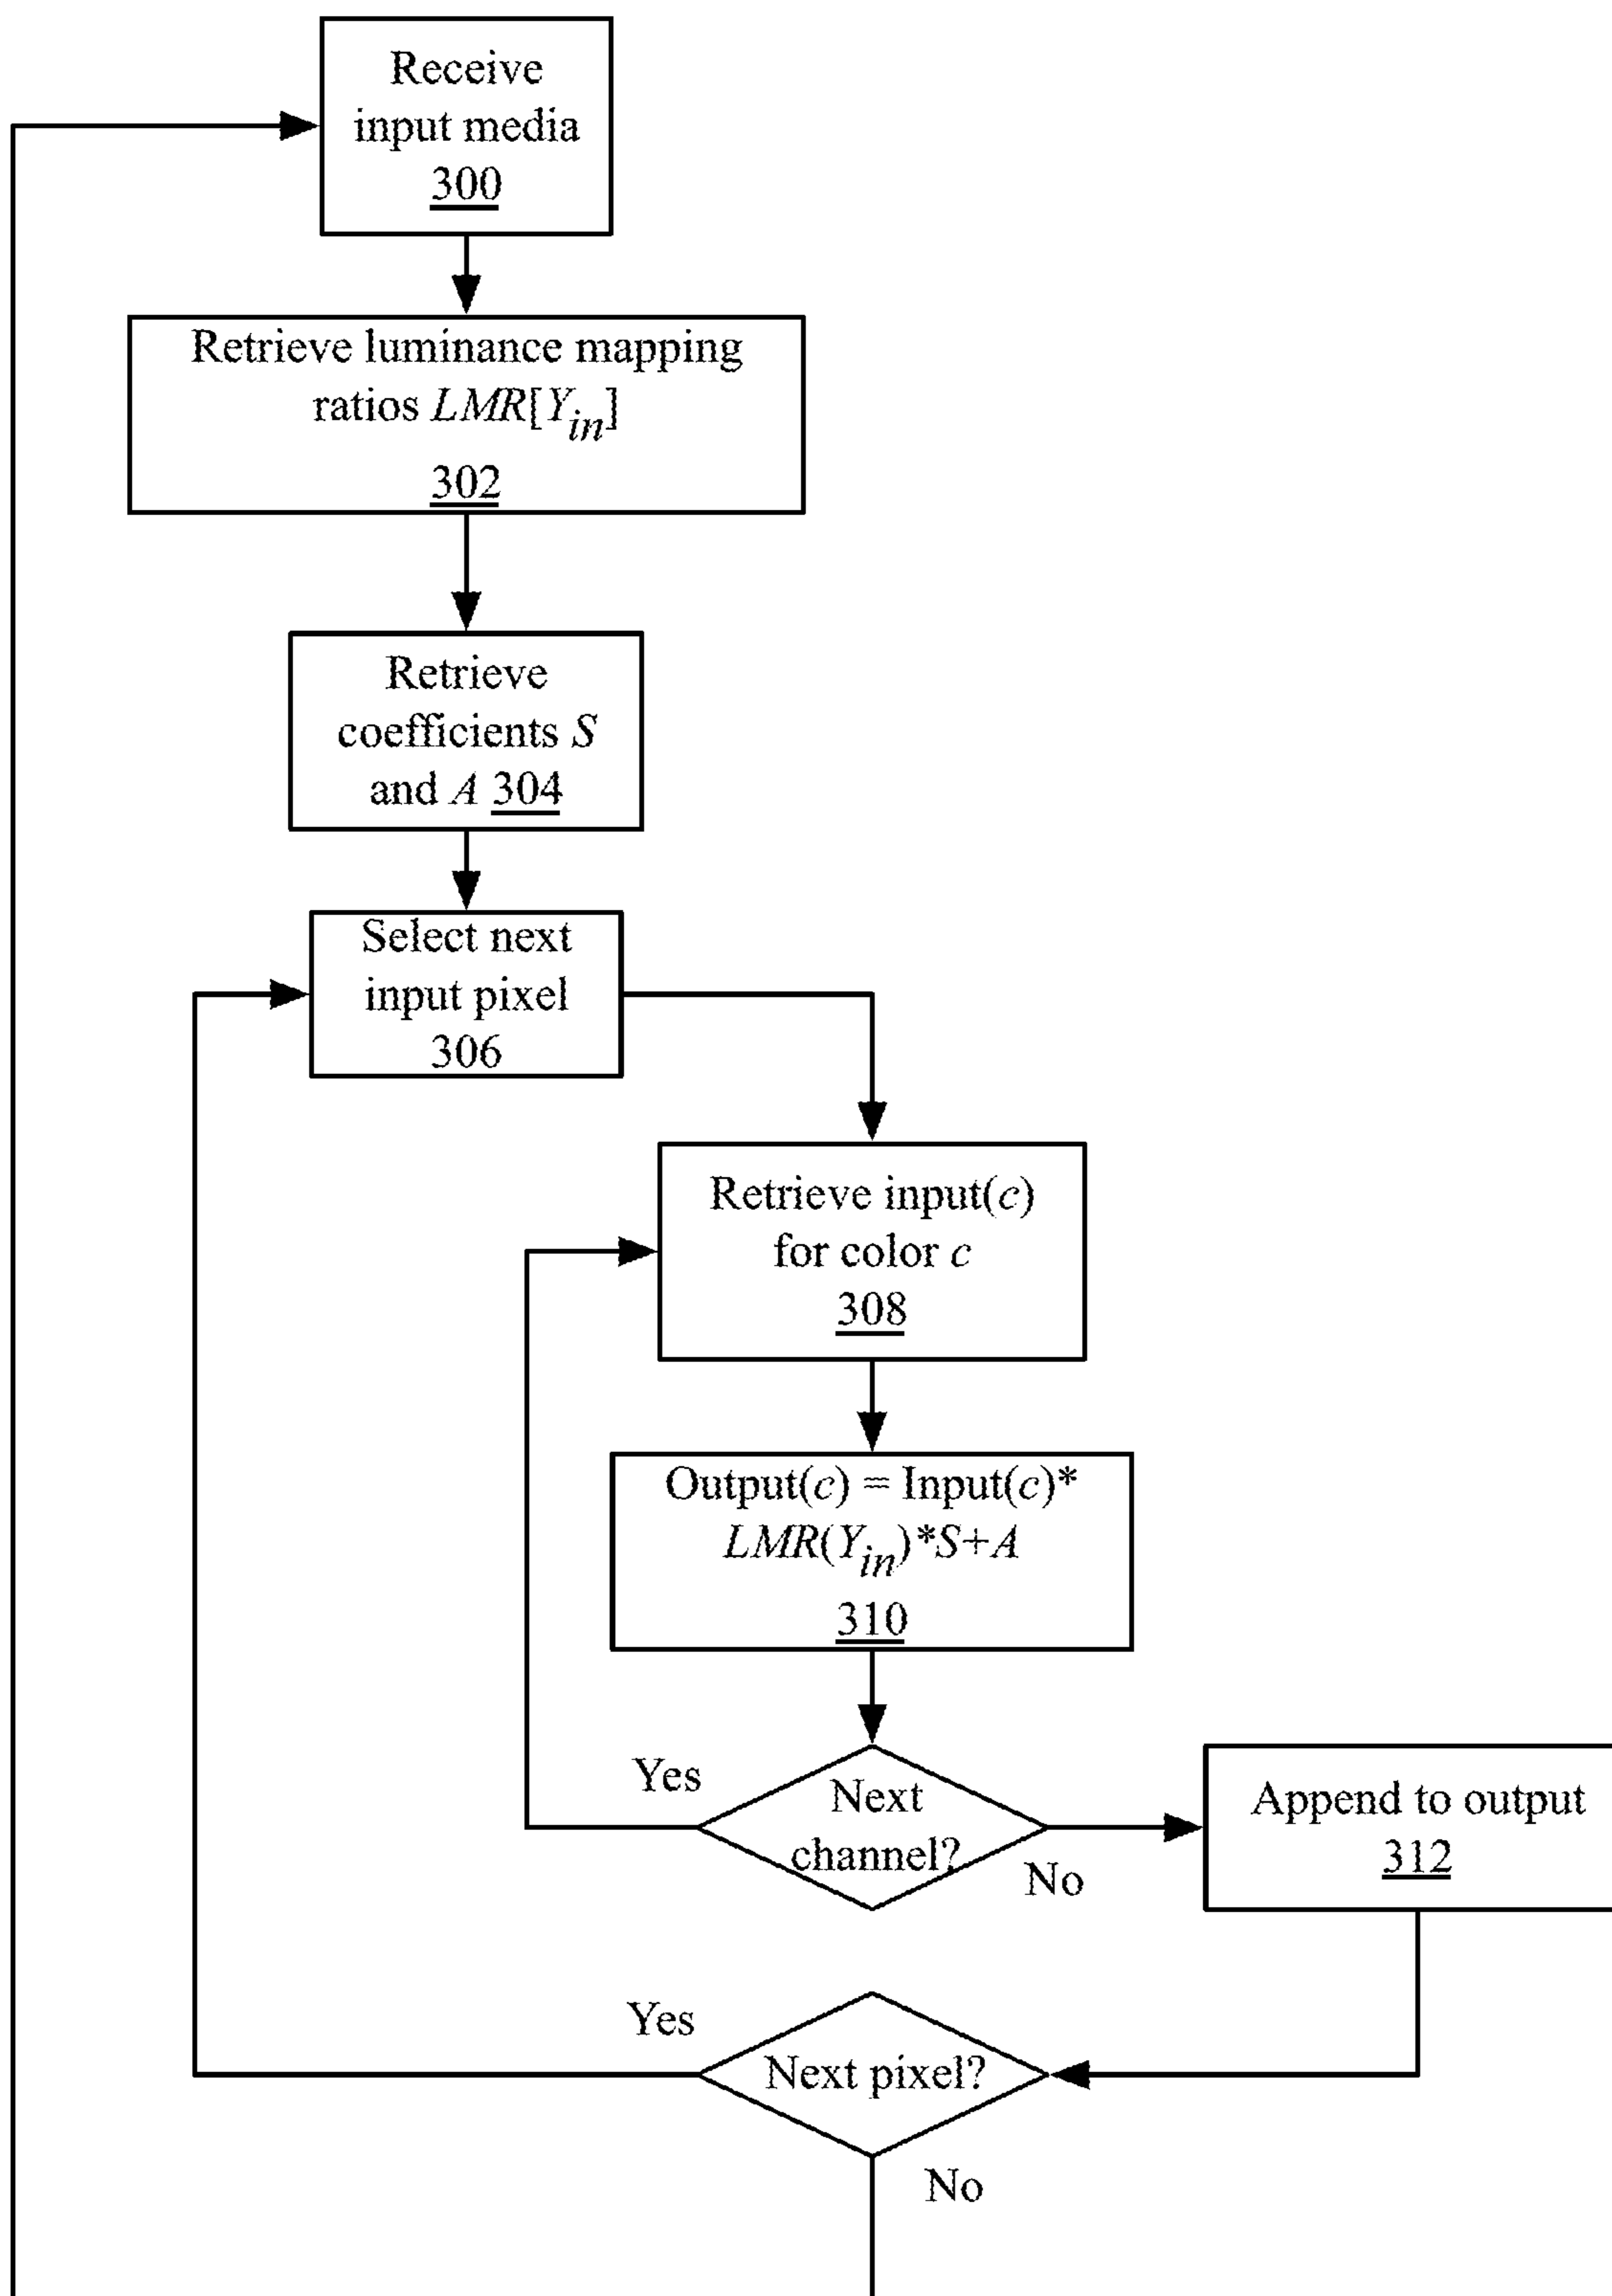 Receive
input media
300
Retrieve luminance mapping
ratios LMR[Y_in]
302
Retrieve
coefficients S
and A 304
Select next
input pixel
306
Retrieve input(c)
for color c
308
Output(c) = Input(c)*
LMR(Y_in)*S+A
310
Yes
Next
channel?
No
Append to output
312
Yes
Next pixel?
No